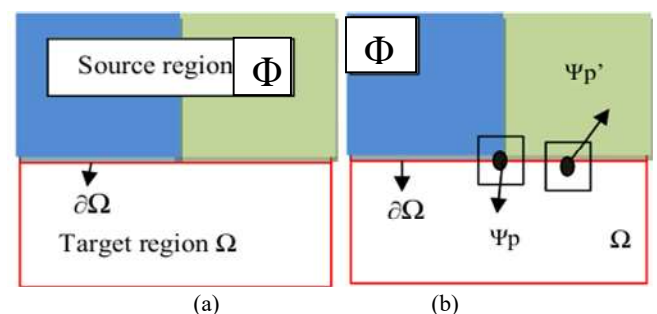 Source region Φ
∂Ω
Target region Ω
(a)
Φ
Ψp’
∂Ω
Ψp
Ω
(b)